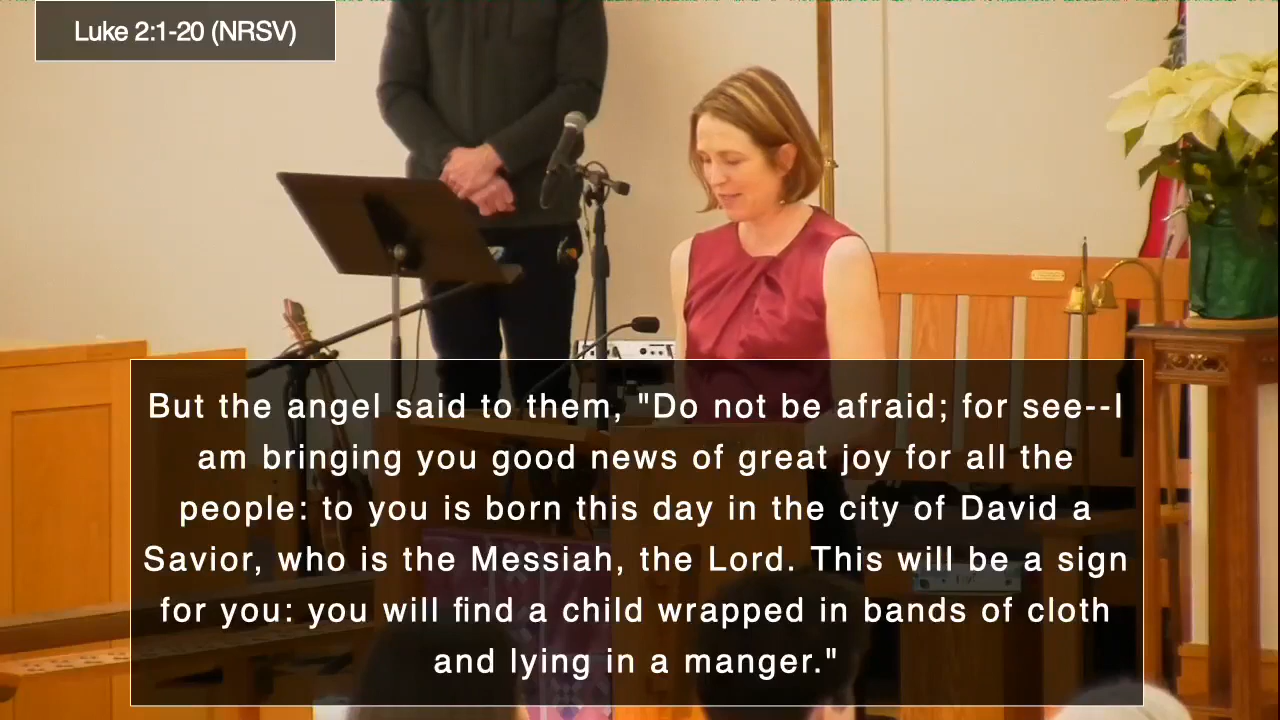 Luke 2:1-20 (NRSV)
But the angel said to them, "Do not be afraid; for see--I
am bringing you good news of great joy for all the
people: to you is born this day in the city of David a
Savior, who is the Messiah, the Lord. This will be a sign
for you: you will find a child wrapped in bands of cloth
and lying in a manger."